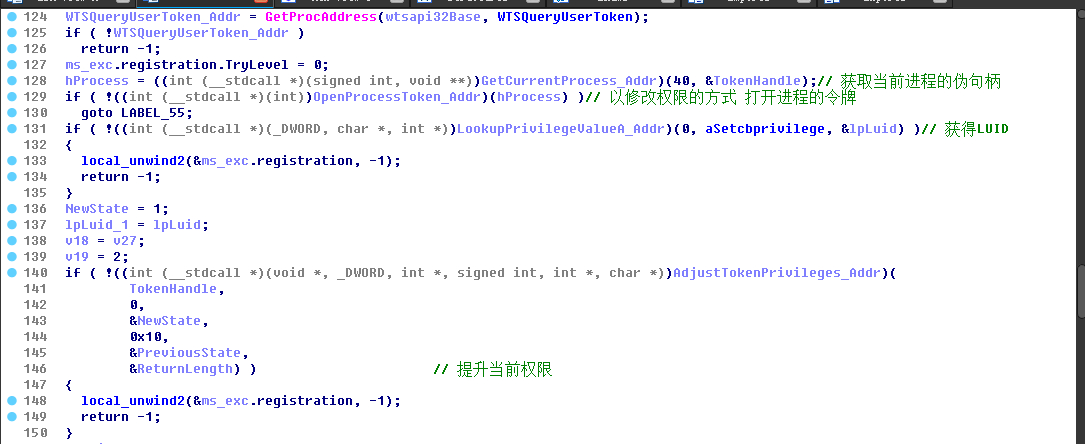 124 WTSQueryUserToken_Addr = GetProcAddress(wtsapi32Base, WTSQueryUserToken);
125 if ( !WTSQueryUserToken_Addr )
126 return -1;
127 ms_exc.registration.TryLevel = 0;
128 hProcess = ((int (__stdcall *)(signed int, void **))GetCurrentProcess_Addr)(40, &TokenHandle);// 获取当前进程的伪句柄
129 if ( !((int (__stdcall *)(int))OpenProcessToken_Addr)(hProcess) )// 以修改权限的方式 打开进程的令牌
130 goto LABEL_55;
131 if ( !((int (__stdcall *)(_DWORD, char *, int *))LookupPrivilegeValueA_Addr)(0, aSetcbprivilege, &lpLuid) )// 获得LUID
132 {
133 local_unwind2(&ms_exc.registration, -1);
134 return -1;
135 }
136 NewState = 1;
137 lpLuid_1 = lpLuid;
138 v18 = v27;
139 v19 = 2;
140 if ( !((int (__stdcall *)(void *, _DWORD, int *, signed int, int *, char *))AdjustTokenPrivileges_Addr)(
141 TokenHandle,
142 0,
143 &NewState,
144 0x10,
145 &PreviousState,
146 &ReturnLength) ) // 提升当前权限
147 {
148 local_unwind2(&ms_exc.registration, -1);
149 return -1;
150 }